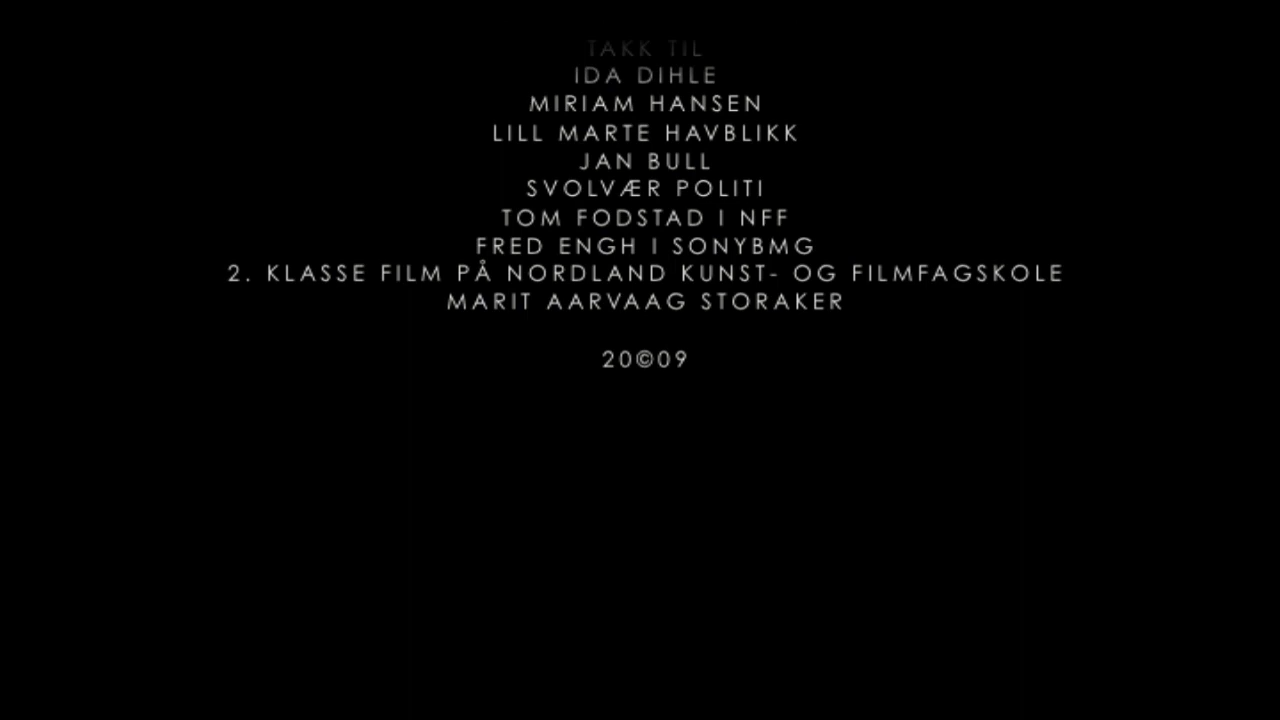 TAKK TIL
IDA DIHLE
MIRIAM HANSEN
LILL MARTE HAVBLIKK
JAN BULL
SVOLVÆR POLITI
TOM FODSTAD I NFF
FRED ENGH I SONYBMG
2. KLASSE FILM PÅ NORDLAND KUNST- OG FILMFAGSKOLE
MARIT AARVAAG STORAKER
20©09